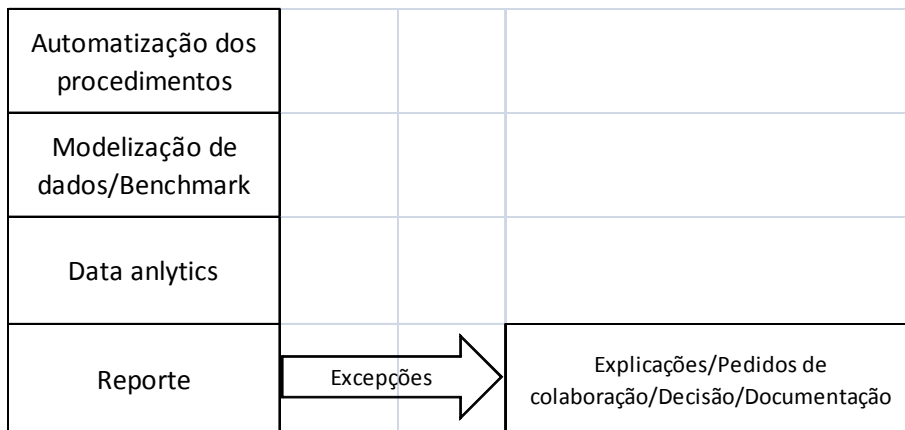 Automatização dos
procedimentos
Modelização de
dados/Benchmark
Data anlytics
Reporte
Excepções
Explicações/Pedidos de
colaboração/Decisão/Documentação